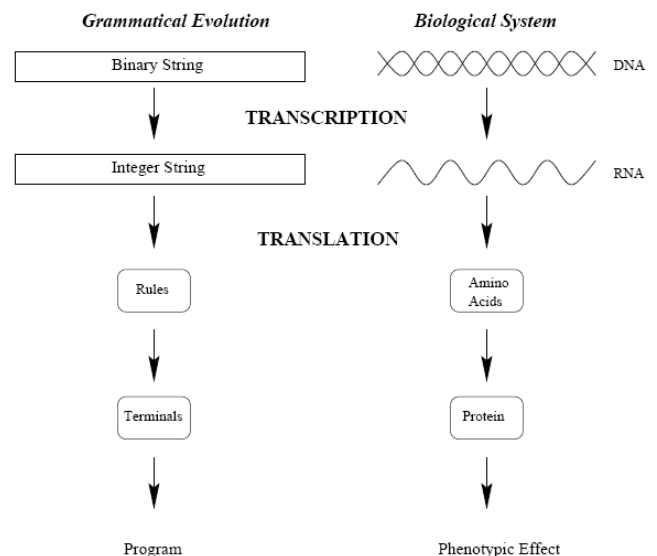 Grammatical Evolution
Biological System
Binary String
DNA
TRANSCRIPTION
Integer String
RNA
TRANSLATION
Rules
Amino
Acids
Terminals
Protein
Program
Phenotypic Effect